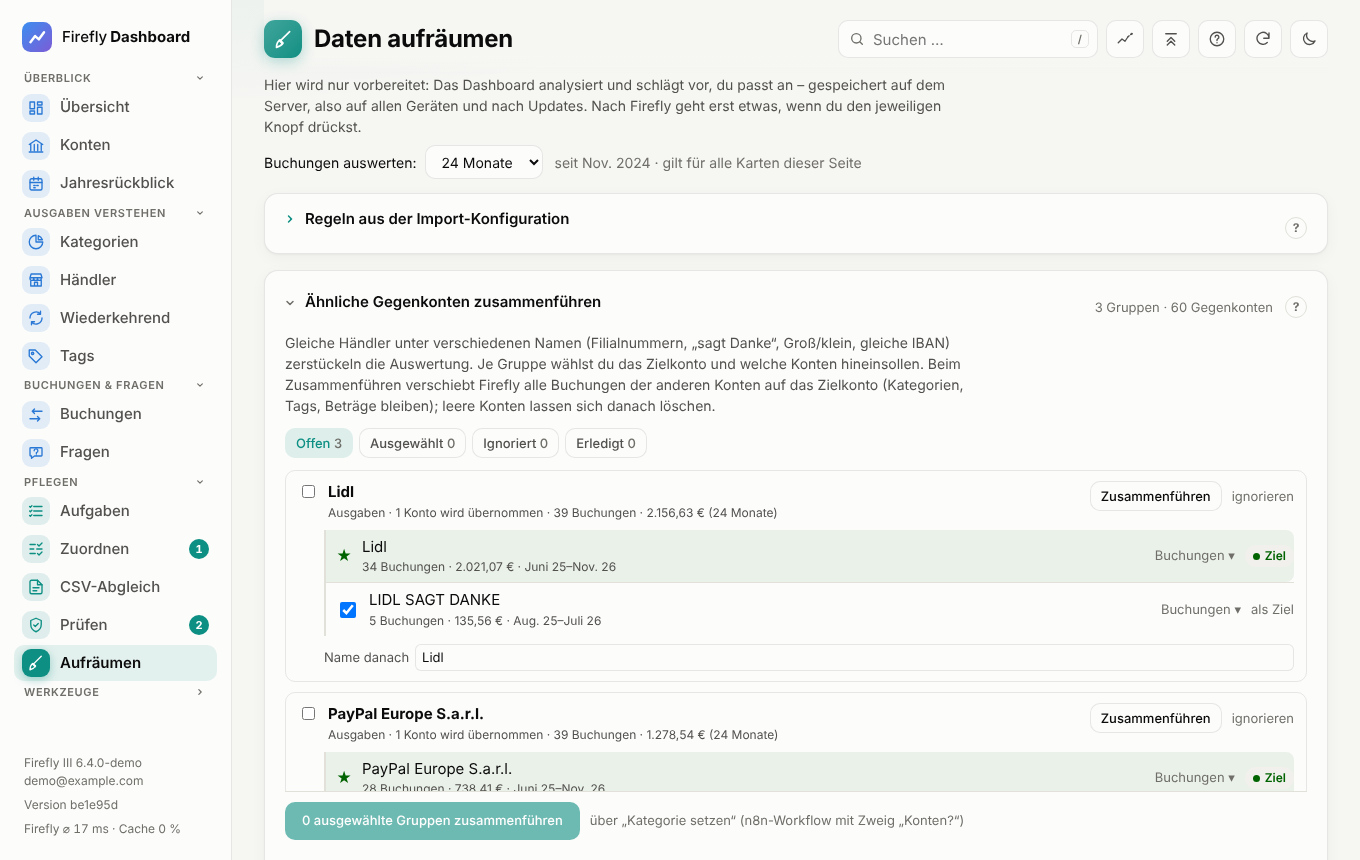 Firefly Dashboard
ÜBERBLICK
Übersicht
Konten
Jahresrückblick
AUSGABEN VERSTEHEN
Kategorien
Händler
Wiederkehrend
Tags
BUCHUNGEN & FRAGEN
Buchungen
Fragen
PFLEGEN
Aufgaben
Zuordnen 1
CSV-Abgleich
Prüfen 2
Aufräumen
WERKZEUGE
Firefly III 6.4.0-demo
demo@example.com
Version be1e95d
Firefly ⌀ 17 ms · Cache 0 %
Daten aufräumen
Suchen … /
Hier wird nur vorbereitet: Das Dashboard analysiert und schlägt vor, du passt an – gespeichert auf dem
Server, also auf allen Geräten und nach Updates. Nach Firefly geht erst etwas, wenn du den jeweiligen
Knopf drückst.
Buchungen auswerten: 24 Monate seit Nov. 2024 · gilt für alle Karten dieser Seite
Regeln aus der Import-Konfiguration ?
Ähnliche Gegenkonten zusammenführen 3 Gruppen · 60 Gegenkonten ?
Gleiche Händler unter verschiedenen Namen (Filialnummern, „sagt Danke“, Groß/klein, gleiche IBAN)
zerstückeln die Auswertung. Je Gruppe wählst du das Zielkonto und welche Konten hineinsollen. Beim
Zusammenführen verschiebt Firefly alle Buchungen der anderen Konten auf das Zielkonto (Kategorien,
Tags, Beträge bleiben); leere Konten lassen sich danach löschen.
Offen 3 Ausgewählt 0 Ignoriert 0 Erledigt 0
Lidl Zusammenführen ignorieren
Ausgaben · 1 Konto wird übernommen · 39 Buchungen · 2.156,63 € (24 Monate)
★ Lidl Buchungen ▾ ● Ziel
34 Buchungen · 2.021,07 € · Juni 25–Nov. 26
LIDL SAGT DANKE Buchungen ▾ als Ziel
5 Buchungen · 135,56 € · Aug. 25–Juli 26
Name danach Lidl
PayPal Europe S.a.r.l. Zusammenführen ignorieren
Ausgaben · 1 Konto wird übernommen · 39 Buchungen · 1.278,54 € (24 Monate)
★ PayPal Europe S.a.r.l. Buchungen ▾ ● Ziel
28 Buchungen · 738,41 € · Juni 25–Nov. 26
0 ausgewählte Gruppen zusammenführen über „Kategorie setzen“ (n8n-Workflow mit Zweig „Konten?“)